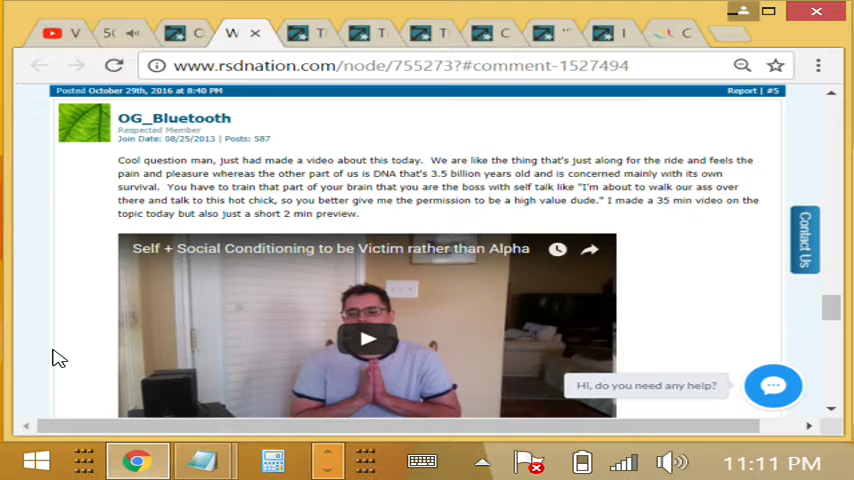 V
50
C
W
T
T
T
C
"
I
C
www.rsdnation.com/node/755273?#comment-1527494
Posted October 29th, 2016 at 8:40 PM
Report | #5
OG_Bluetooth
Respected Member
Join Date: 08/25/2013 | Posts: 587
Cool question man, just had made a video about this today. We are like the thing that's just along for the ride and feels the
pain and pleasure whereas the other part of us is DNA that's 3.5 billion years old and is concerned mainly with its own
survival. You have to train that part of your brain that you are the boss with self talk like "I'm about to walk our ass over
there and talk to this hot chick, so you better give me the permission to be a high value dude." I made a 35 min video on the
topic today but also just a short 2 min preview.
Contact Us
Self + Social Conditioning to be Victim rather than Alpha
Hi, do you need any help?
11:11 PM